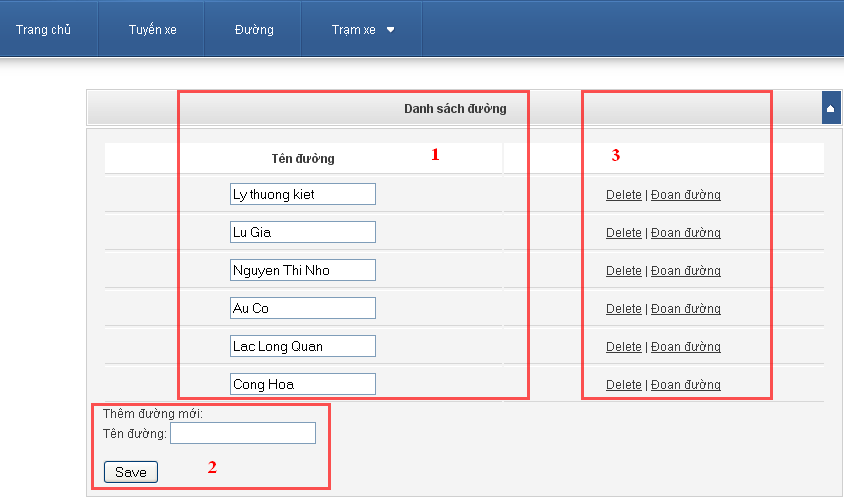 Trang chủ Tuyến xe Đường Trạm xe
Danh sách đường
Tên đường 1 3
Ly thuong kiet Delete | Đoan đường
Lu Gia Delete | Đoan đường
Nguyen Thi Nho Delete | Đoan đường
Au Co Delete | Đoan đường
Lac Long Quan Delete | Đoan đường
Cong Hoa Delete | Đoan đường
Thêm đường mới:
Tên đường:
Save 2